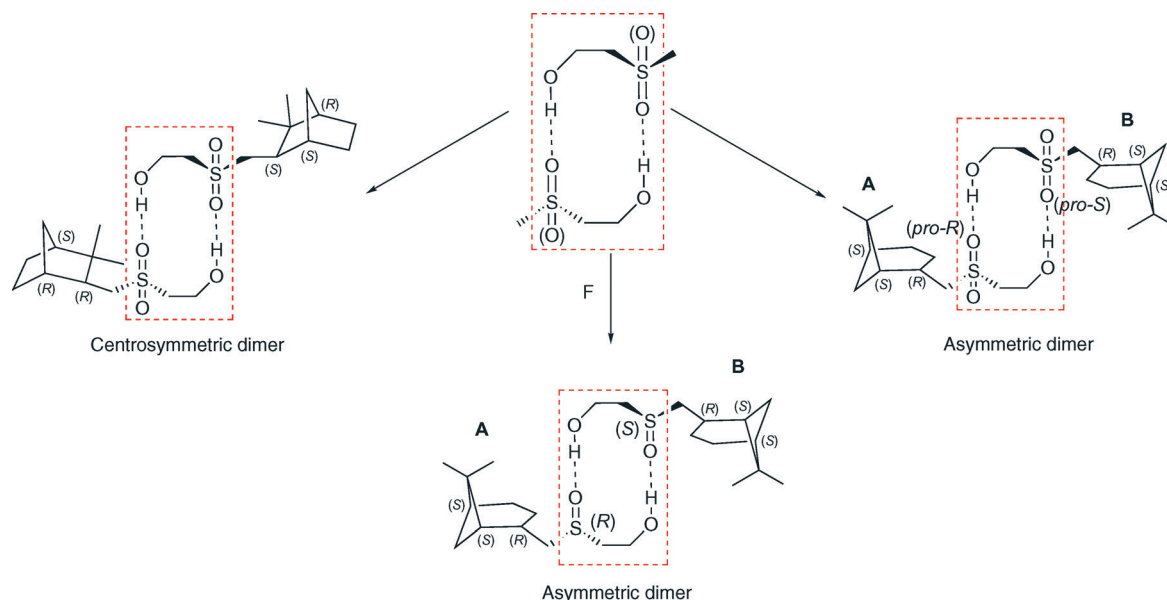 (O)
S
O
O
H
O
H
O
S
(O)
F
(R)
(S)
(S)
O
S
O
O
H
(S)
O
H
S
O
O
(R)
(R)
Centrosymmetric dimer
B
A
O
S
O
(R)
(S)
(S)
O
H
(pro-S)
(pro-R)
O
H
S
O
O
(S)
(S)
(R)
Asymmetric dimer
B
A
O
H
S
(S)
O
(R)
(S)
(S)
O
H
S
(R)
O
(S)
(S)
(R)
Asymmetric dimer